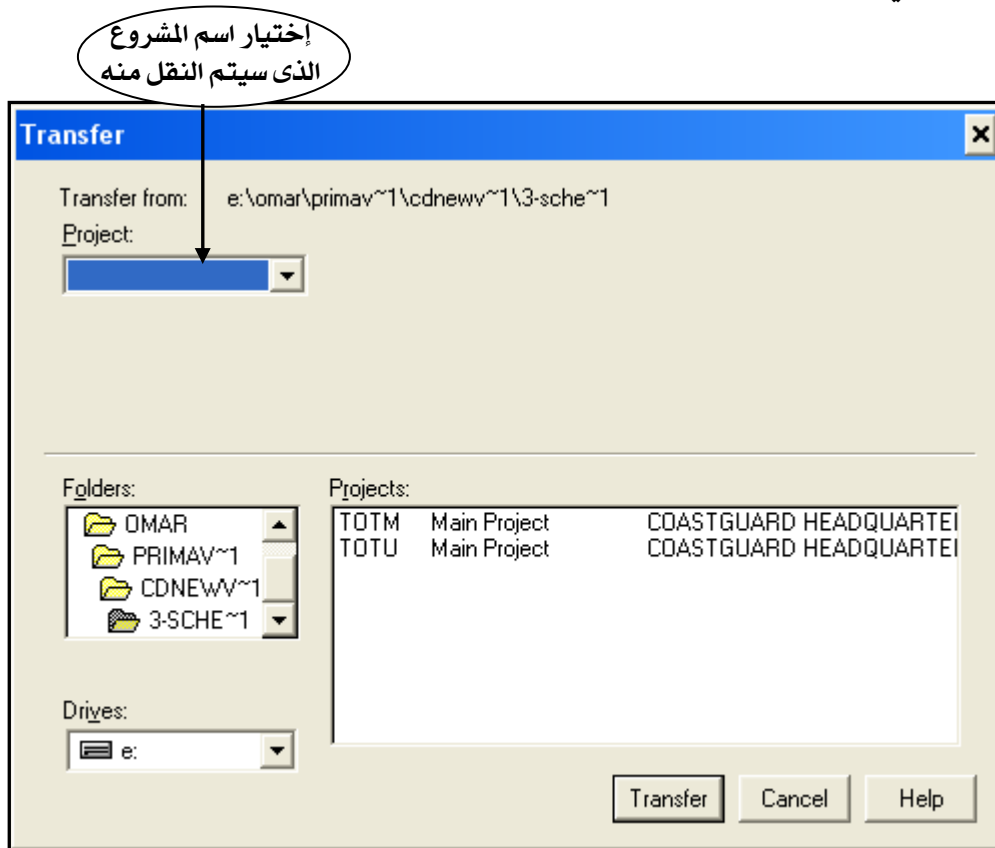 إختيار اسم المشروع
الذى سيتم النقل منه
Transfer
Transfer from: e:\omar\primav~1\cdnewv~1\3-sche~1
Project:
Folders:
OMAR
PRIMAV~1
CDNEWV~1
3-SCHE~1
Projects:
TOTM Main Project COASTGUARD HEADQUARTEI
TOTU Main Project COASTGUARD HEADQUARTEI
Drives:
e:
Transfer Cancel Help